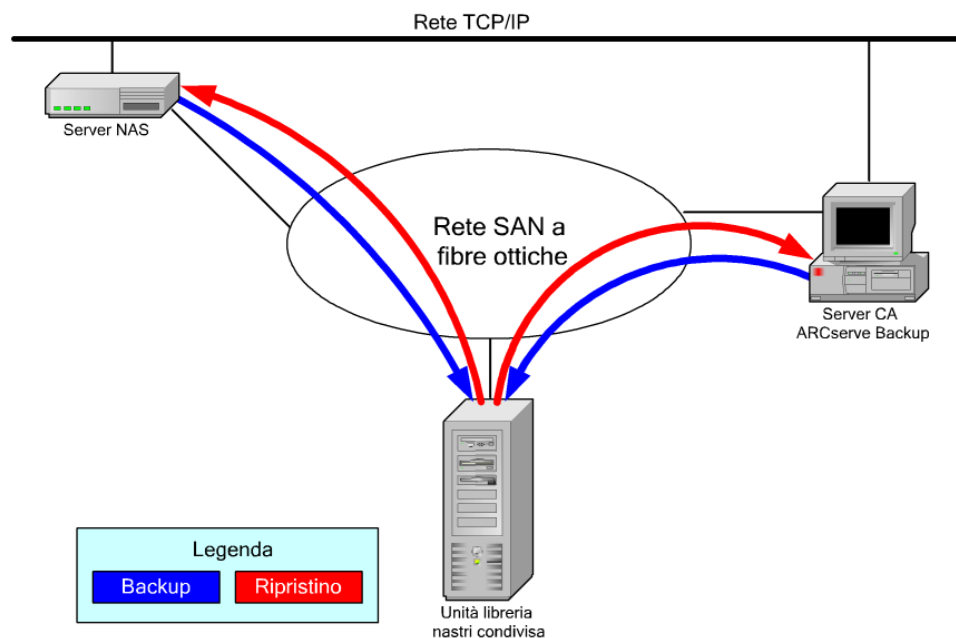 Rete TCP/IP
Server NAS
Rete SAN a
fibre ottiche
Server CA
ARCserve Backup
Unità libreria
nastri condivisa
Legenda
Backup
Ripristino